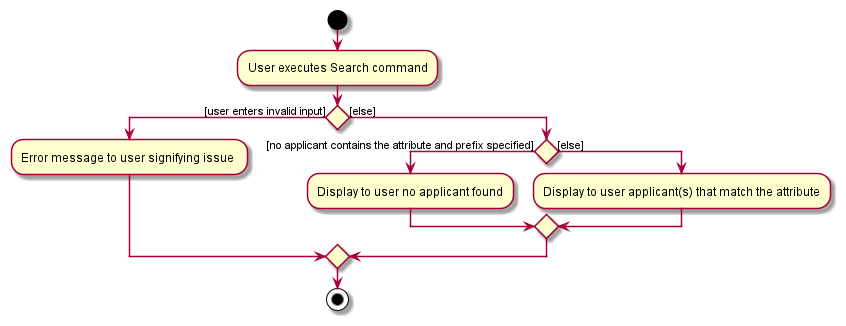 User executes Search command
[user enters invalid input]
[else]
Error message to user signifying issue
[no applicant contains the attribute and prefix specified]
[else]
Display to user no applicant found
Display to user applicant(s) that match the attribute